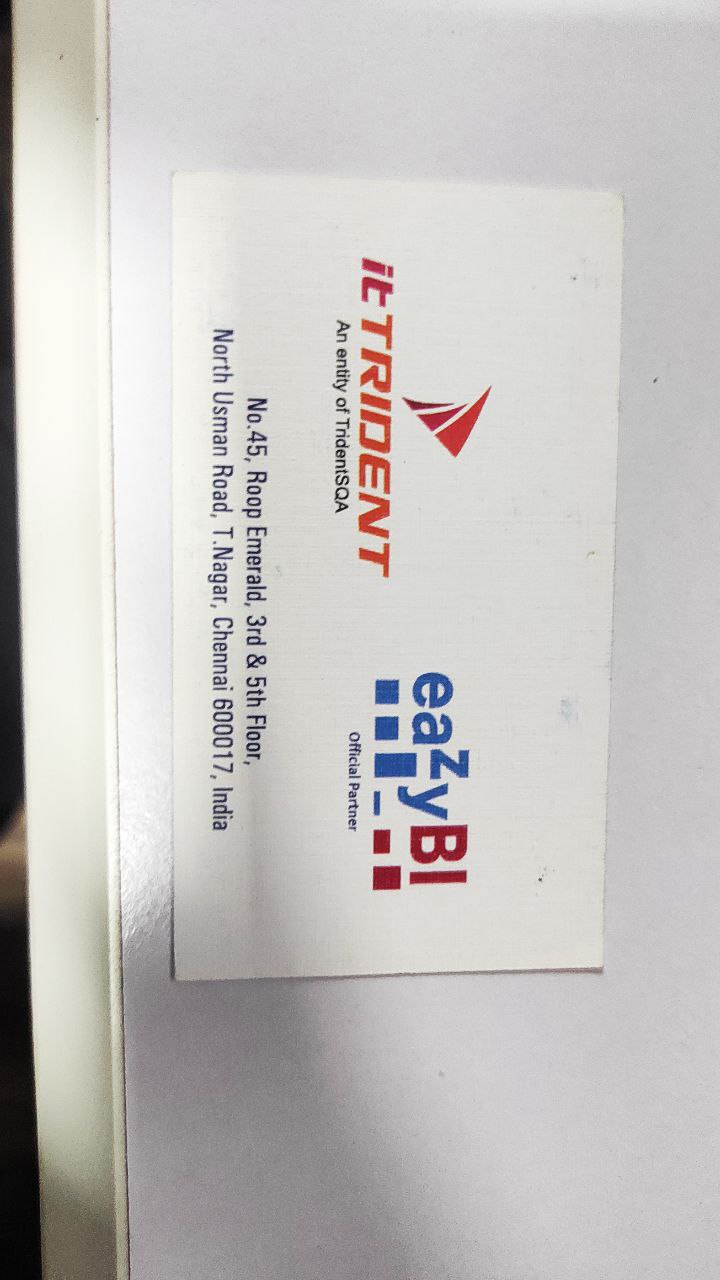 itTRIDENT
An entity of TridentSQA
eazyBI
Official Partner
No.45, Roop Emerald, 3rd & 5th Floor,
North Usman Road, T.Nagar, Chennai 600017, India